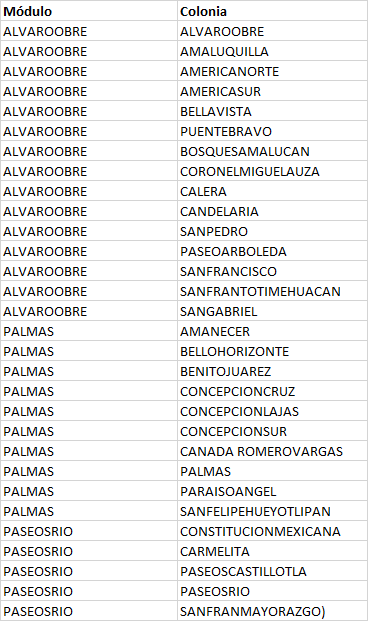 Módulo Colonia
ALVAROOBRE ALVAROOBRE
ALVAROOBRE AMALUQUILLA
ALVAROOBRE AMERICANORTE
ALVAROOBRE AMERICASUR
ALVAROOBRE BELLAVISTA
ALVAROOBRE PUENTEBRAVO
ALVAROOBRE BOSQUESAMALUCAN
ALVAROOBRE CORONELMIGUELAUZA
ALVAROOBRE CALERA
ALVAROOBRE CANDELARIA
ALVAROOBRE SANPEDRO
ALVAROOBRE PASEOARBOLEDA
ALVAROOBRE SANFRANCISCO
ALVAROOBRE SANFRANTOTIMEHUACAN
ALVAROOBRE SANGABRIEL
PALMAS AMANECER
PALMAS BELLOHORIZONTE
PALMAS BENITOJUAREZ
PALMAS CONCEPCIONCRUZ
PALMAS CONCEPCIONLAJAS
PALMAS CONCEPCIONSUR
PALMAS CANADA ROMEROVARGAS
PALMAS PALMAS
PALMAS PARAISOANGEL
PALMAS SANFELIPEHUEYOTLIPAN
PASEOSRIO CONSTITUCIONMEXICANA
PASEOSRIO CARMELITA
PASEOSRIO PASEOSCASTILLOTLA
PASEOSRIO PASEOSRIO
PASEOSRIO SANFRANMAYORAZGO)